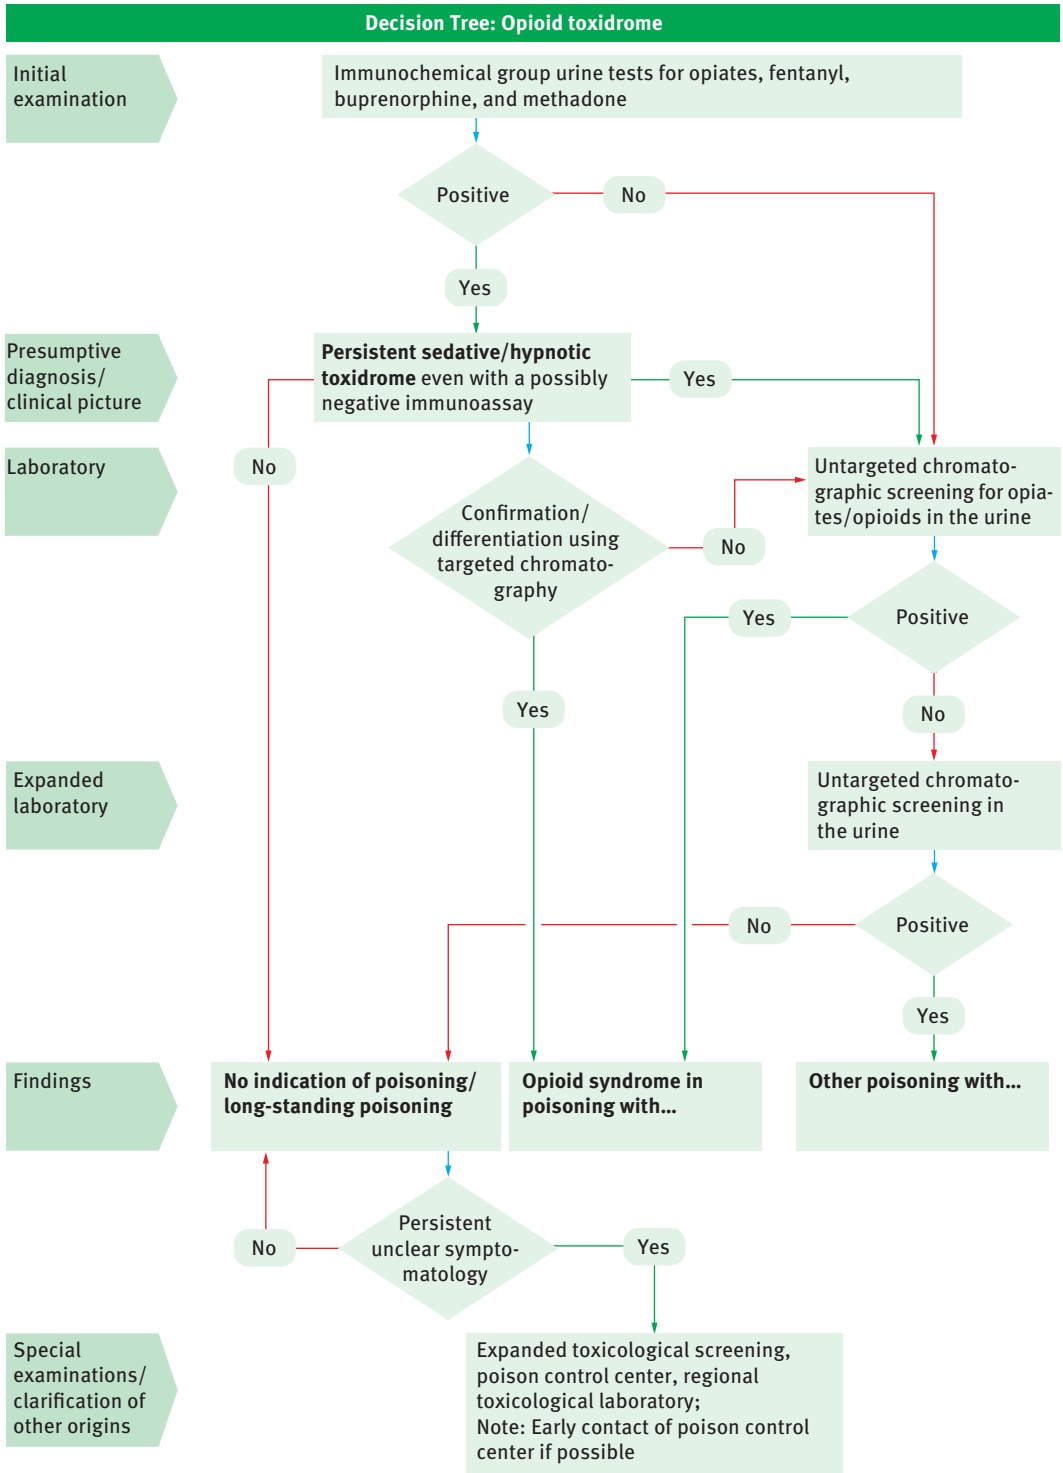 Decision Tree: Opioid toxidrome
Initial
examination
Immunochemical group urine tests for opiates, fentanyl,
buprenorphine, and methadone
Positive
No
Yes
Presumptive
diagnosis/
clinical picture
Persistent sedative/hypnotic
toxidrome even with a possibly
negative immunoassay
Yes
No
Laboratory
Confirmation/
differentiation using
targeted chromato-
graphy
No
Untargeted chromato-
graphic screening for opia-
tes/opioids in the urine
Yes
Positive
Yes
No
Expanded
laboratory
Untargeted chromato-
graphic screening in
the urine
No
Positive
Yes
Findings
No indication of poisoning/
long-standing poisoning
Opioid syndrome in
poisoning with...
Other poisoning with...
No
Persistent
unclear sympto-
matology
Yes
Special
examinations/
clarification of
other origins
Expanded toxicological screening,
poison control center, regional
toxicological laboratory;
Note: Early contact of poison control
center if possible